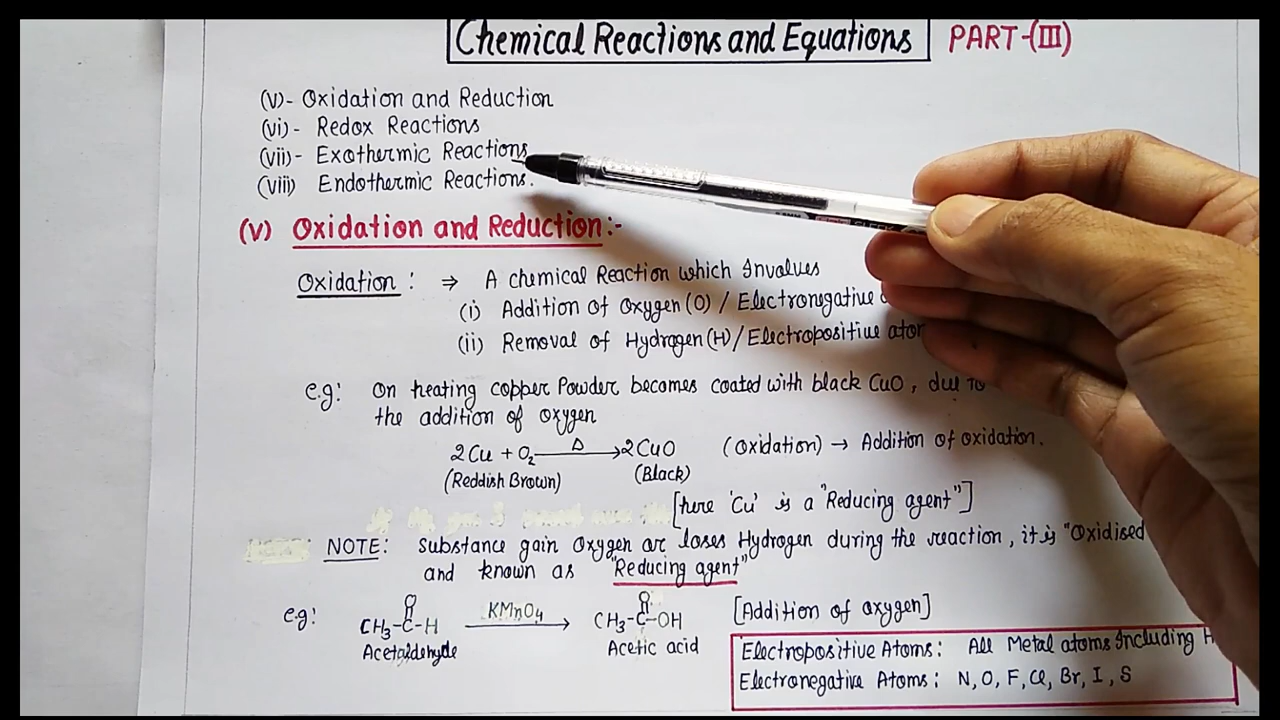 Chemical Reactions and Equations PART-(III)
(v)- Oxidation and Reduction
(vi)- Redox Reactions
(vii)- Exothermic Reactions
(viii) Endothermic Reactions.
(v) Oxidation and Reduction:-
Oxidation : ⇒ A chemical Reaction which Involves
(i) Addition of Oxygen(O) / Electronegative
(ii) Removal of Hydrogen(H)/Electropositive ator
e.g: On heating copper Powder becomes coated with black CuO, due to
the addition of oxygen
2Cu + O₂ —Δ→ 2CuO (Oxidation) → Addition of oxidation.
(Reddish Brown) (Black)
[here 'Cu' is a "Reducing agent"]
NOTE: Substance gain Oxygen or loses Hydrogen during the reaction, it is "Oxidised
and known as "Reducing agent"
e.g: CH₃-C-H KMnO₄ → CH₃-C-OH [Addition of oxygen]
O O
Acetaldehyde Acetic acid
Electropositive Atoms: All Metal atoms Including H
Electronegative Atoms: N, O, F, Cl, Br, I, S